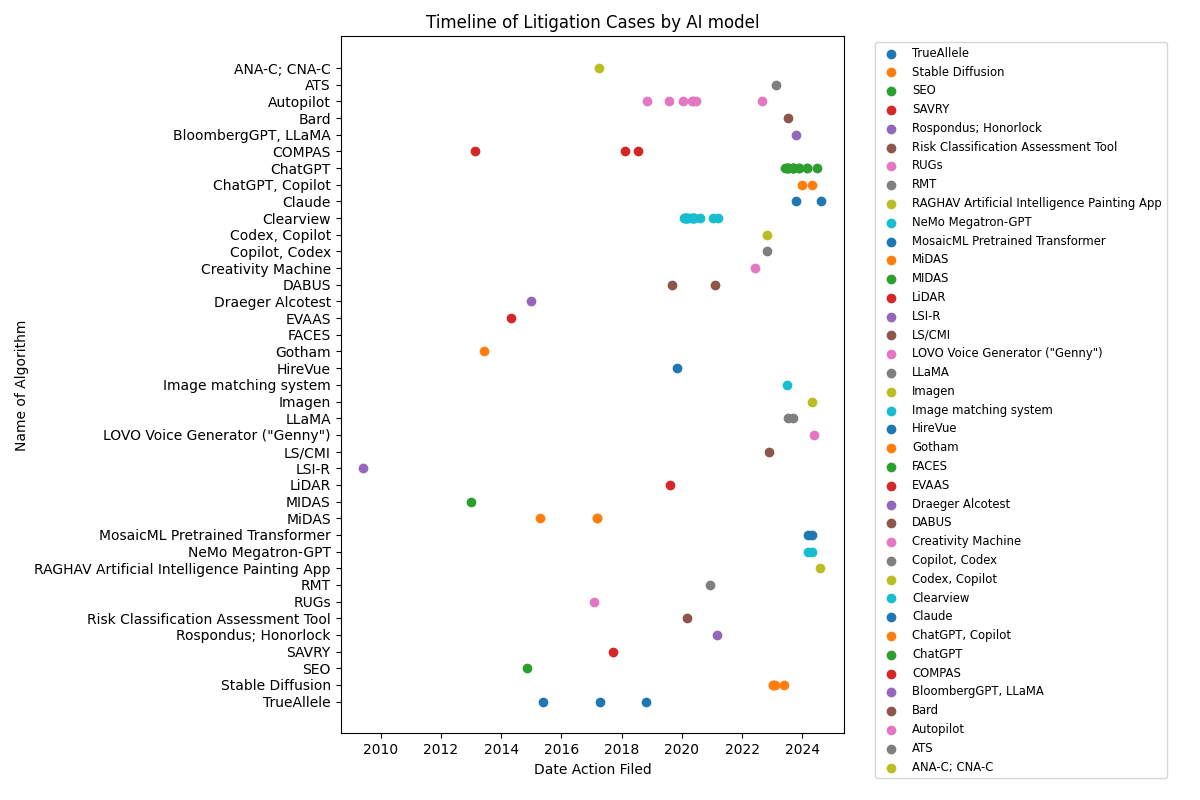 Timeline of Litigation Cases by AI model
Name of Algorithm
ANA-C; CNA-C
ATS
Autopilot
Bard
BloombergGPT, LLaMA
COMPAS
ChatGPT
ChatGPT, Copilot
Claude
Clearview
Codex, Copilot
Copilot, Codex
Creativity Machine
DABUS
Draeger Alcotest
EVAAS
FACES
Gotham
HireVue
Image matching system
Imagen
LLaMA
LOVO Voice Generator ("Genny")
LS/CMI
LSI-R
LiDAR
MIDAS
MiDAS
MosaicML Pretrained Transformer
NeMo Megatron-GPT
RAGHAV Artificial Intelligence Painting App
RMT
RUGs
Risk Classification Assessment Tool
Rospondus; Honorlock
SAVRY
SEO
Stable Diffusion
TrueAllele
2010 2012 2014 2016 2018 2020 2022 2024
Date Action Filed
TrueAllele
Stable Diffusion
SEO
SAVRY
Rospondus; Honorlock
Risk Classification Assessment Tool
RUGs
RMT
RAGHAV Artificial Intelligence Painting App
NeMo Megatron-GPT
MosaicML Pretrained Transformer
MiDAS
MIDAS
LiDAR
LSI-R
LS/CMI
LOVO Voice Generator ("Genny")
LLaMA
Imagen
Image matching system
HireVue
Gotham
FACES
EVAAS
Draeger Alcotest
DABUS
Creativity Machine
Copilot, Codex
Codex, Copilot
Clearview
Claude
ChatGPT, Copilot
ChatGPT
COMPAS
BloombergGPT, LLaMA
Bard
Autopilot
ATS
ANA-C; CNA-C